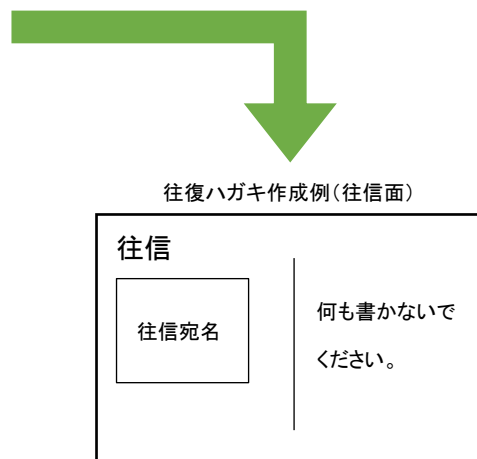 往復ハガキ作成例（往信面）
往信
往信宛名
何も書かないで
ください。